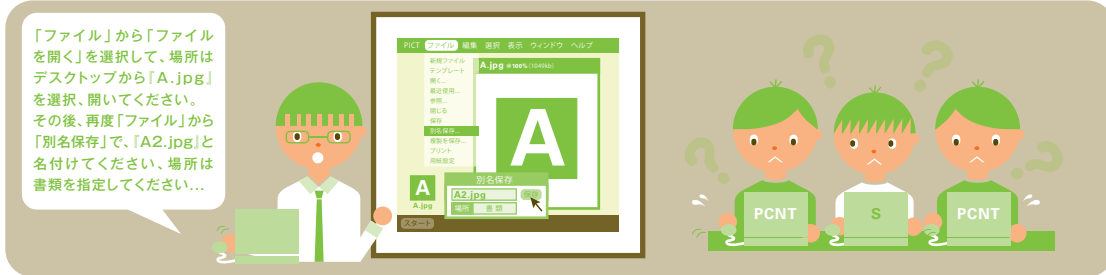 「ファイル」から「ファイル
を開く」を選択して、場所は
デスクトップから『A.jpg』
を選択、開いてください。
その後、再度「ファイル」から
「別名保存」で、『A2.jpg』と
名付けてください、場所は
書類を指定してください...
PICT ファイル 編集 選択 表示 ウィンドウ ヘルプ
新規ファイル
テンプレート
開く...
最近使用...
参照...
閉じる
保存
別名保存...
複製を保存...
プリント
用紙設定
A.jpg @100% (1049kb)
A
A
A.jpg
別名保存
A2.jpg 保存
場所 書類
スタート
PCNT
S
PCNT